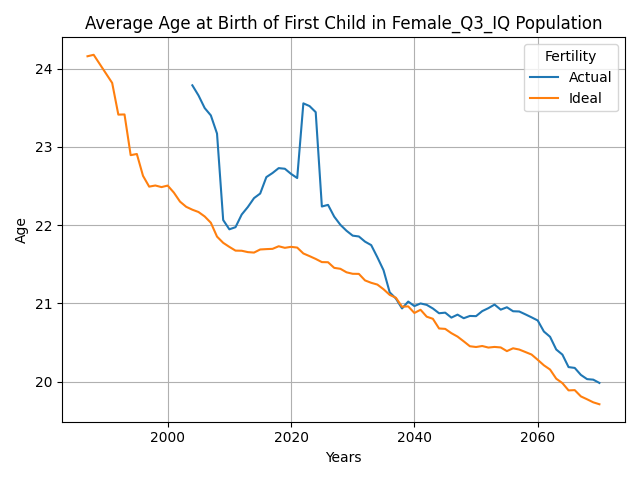 Average Age at Birth of First Child in Female_Q3_IQ Population
Fertility
Actual
Ideal
Age
24
23
22
21
20
2000
2020
2040
2060
Years